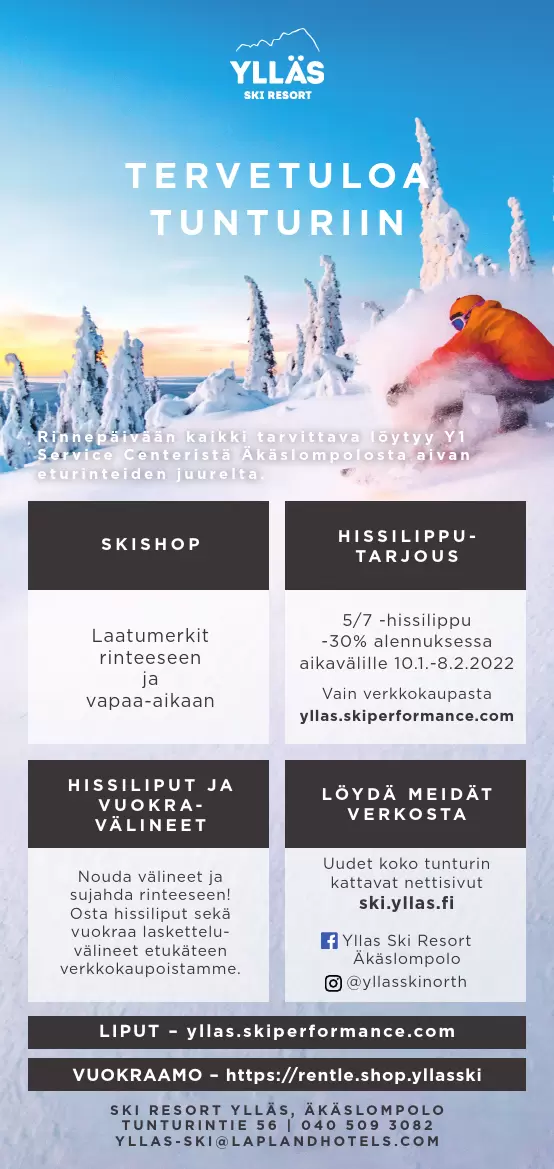 YLLÄS
SKI RESORT
TERVETULOA
TUNTURIIN
Rinnepäivään kaikki tarvittava löytyy Y1
Service Centeristä Äkäslompolosta aivan
eturinteiden juurelta.
SKISHOP
Laatumerkit
rinteeseen
ja
vapaa-aikaan
HISSILIPPU-
TARJOUS
5/7 -hissilippu
-30% alennuksessa
aikavälille 10.1.-8.2.2022
Vain verkkokaupasta
yllas.skiperformance.com
HISSILIPUT JA
VUOKRA-
VÄLINEET
Nouda välineet ja
sujahda rinteeseen!
Osta hissiliput sekä
vuokraa laskettelu-
välineet etukäteen
verkkokaupoistamme.
LÖYDÄ MEIDÄT
VERKOSTA
Uudet koko tunturin
kattavat nettisivut
ski.yllas.fi
Yllas Ski Resort
Äkäslompolo
@yllasskinorth
LIPUT – yllas.skiperformance.com
VUOKRAAMO – https://rentle.shop.yllasski
SKI RESORT YLLÄS, ÄKÄSLOMPOLO
TUNTURINTIE 56 | 040 509 3082
YLLAS-SKI@LAPLANDHOTELS.COM